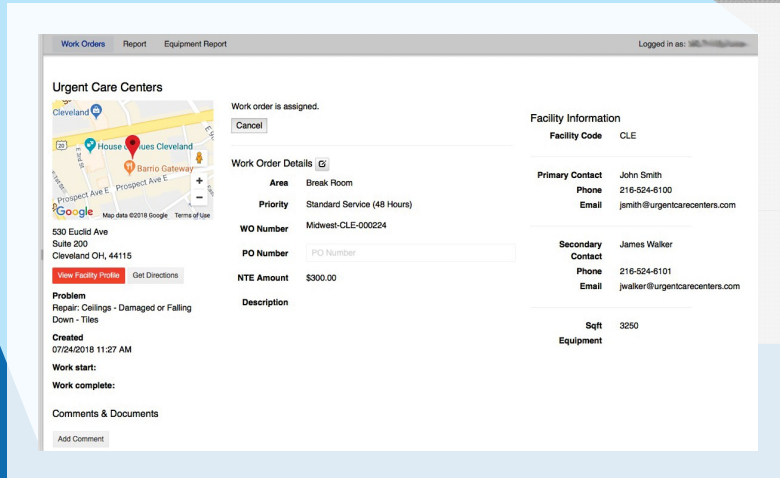 Work Orders Report Equipment Report Logged in as:
Urgent Care Centers
Cleveland
20
E 3rd St
House of Blues Cleveland
Barrio Gateway
Prospect Ave E
Prospect Ave E
+
−
Google Map data ©2018 Google Terms of Use
530 Euclid Ave
Suite 200
Cleveland OH, 44115
View Facility Profile Get Directions
Problem
Repair: Ceilings - Damaged or Falling
Down - Tiles
Created
07/24/2018 11:27 AM
Work start:
Work complete:
Comments & Documents
Add Comment
Work order is assigned.
Cancel
Work Order Details
Area Break Room
Priority Standard Service (48 Hours)
WO Number Midwest-CLE-000224
PO Number PO Number
NTE Amount $300.00
Description
Facility Information
Facility Code CLE
Primary Contact John Smith
Phone 216-524-6100
Email jsmith@urgentcarecenters.com
Secondary James Walker
Contact
Phone 216-524-6101
Email jwalker@urgentcarecenters.com
Sqft 3250
Equipment